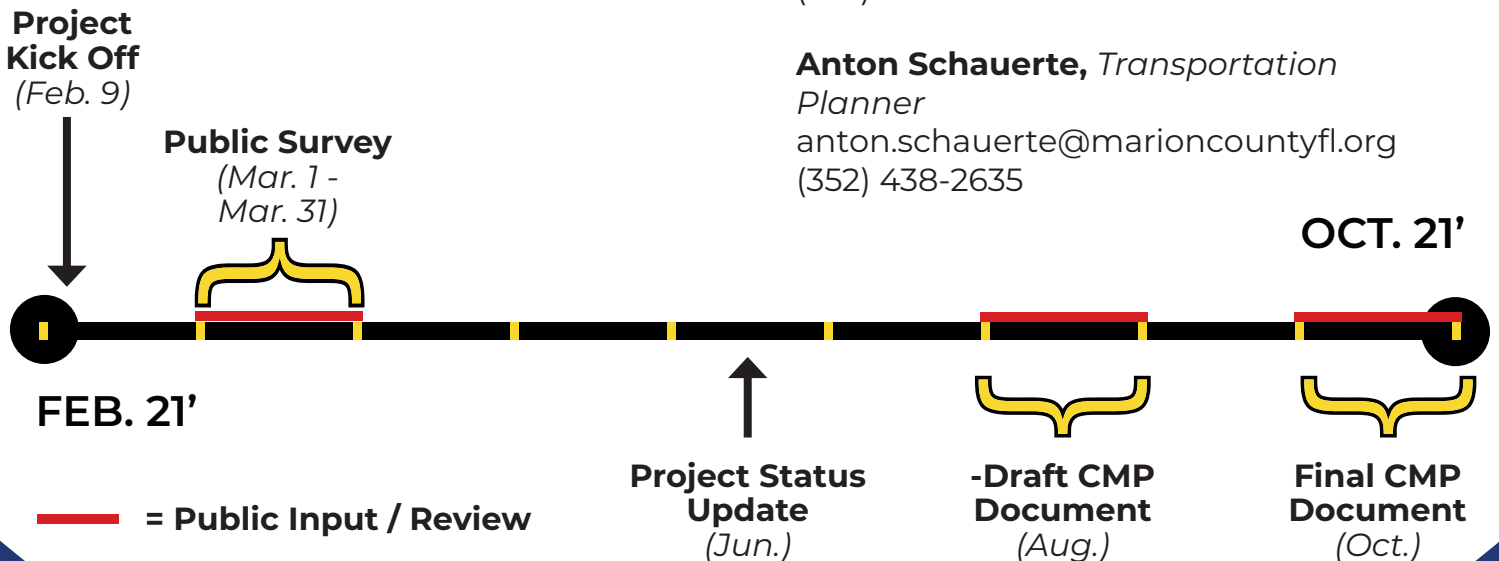 Project
Kick Off
(Feb. 9)
Public Survey
(Mar. 1 -
Mar. 31)
Anton Schauerte, Transportation
Planner
anton.schauerte@marioncountyfl.org
(352) 438-2635
OCT. 21’
FEB. 21’
Project Status
Update
(Jun.)
-Draft CMP
Document
(Aug.)
Final CMP
Document
(Oct.)
= Public Input / Review